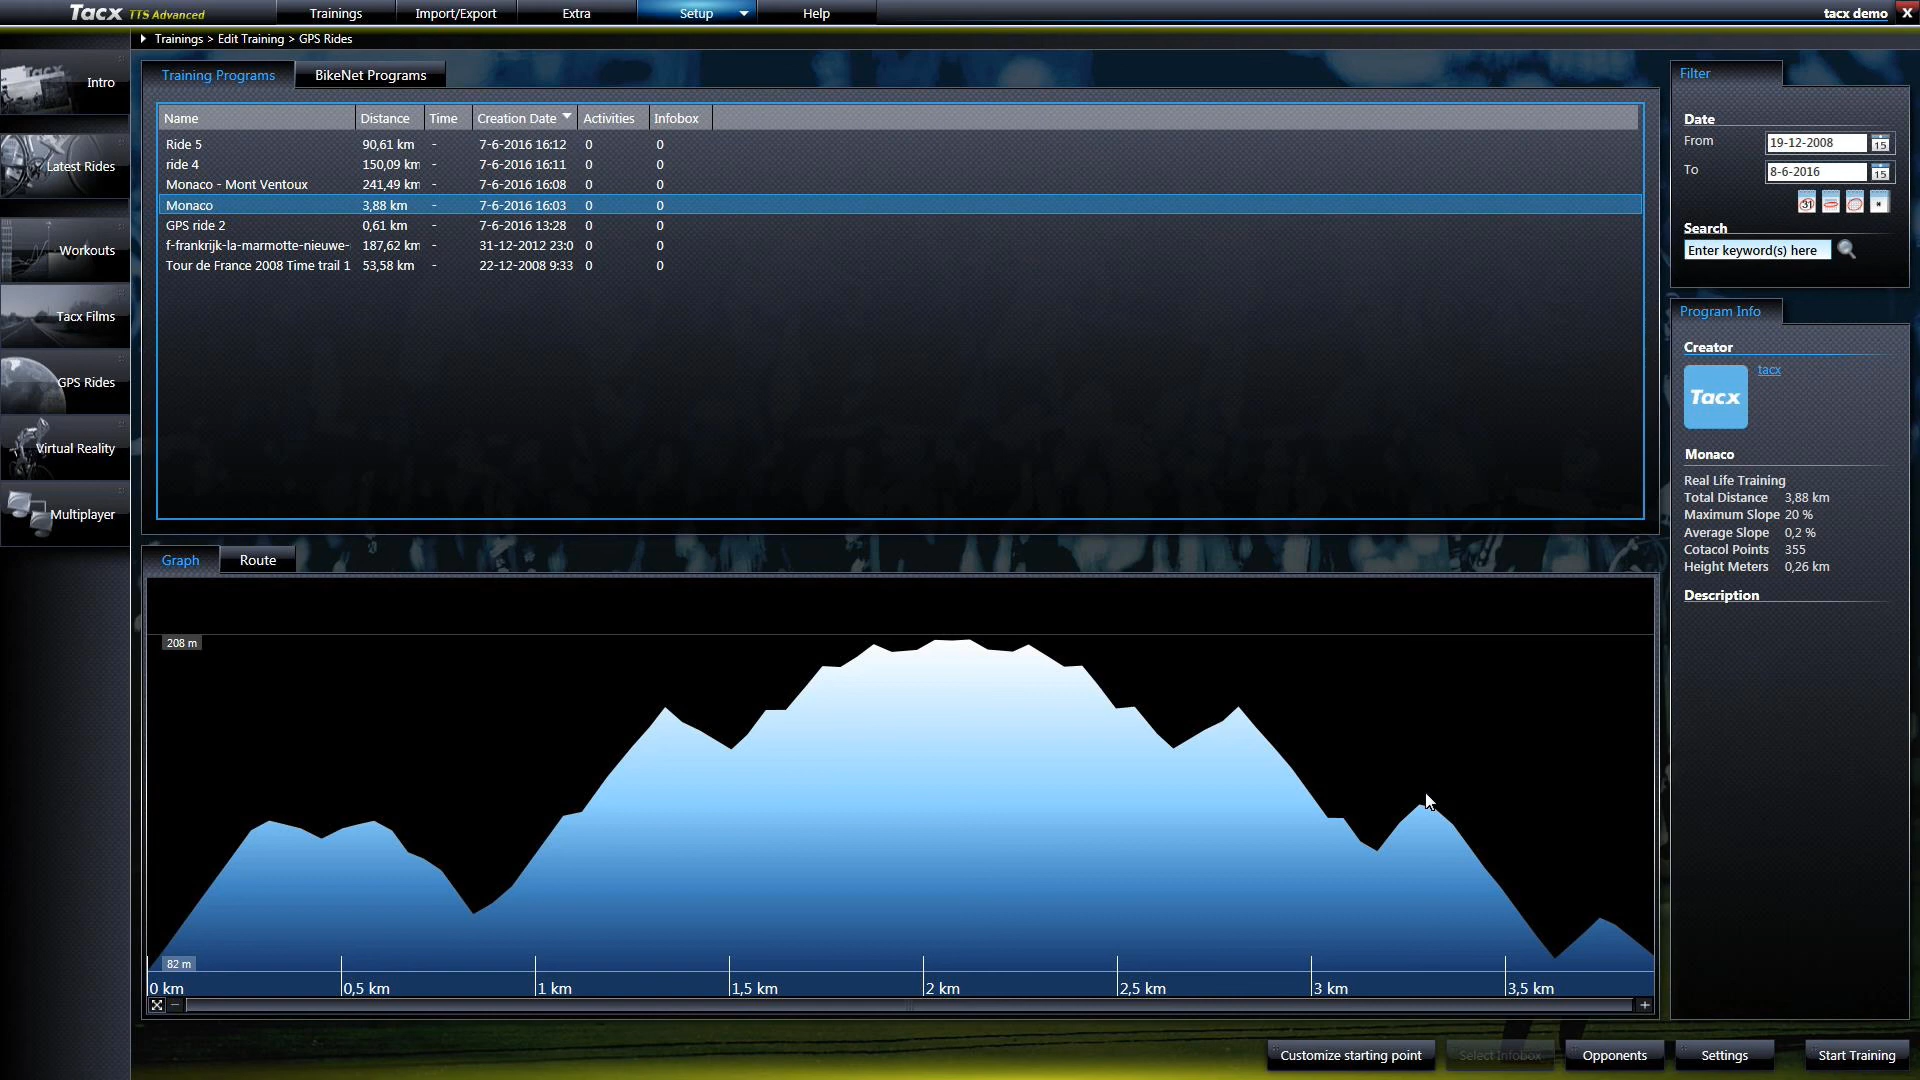 Tacx TTS Advanced
Trainings
Import/Export
Extra
Setup
Help
tacx demo
X
Trainings > Edit Training > GPS Rides
Intro
Latest Rides
Workouts
Tacx Films
GPS Rides
Virtual Reality
Multiplayer
Training Programs
BikeNet Programs
Name Distance Time Creation Date Activities Infobox
Ride 5 90,61 km - 7-6-2016 16:12 0 0
ride 4 150,09 km - 7-6-2016 16:11 0 0
Monaco - Mont Ventoux 241,49 km - 7-6-2016 16:08 0 0
Monaco 3,88 km - 7-6-2016 16:03 0 0
GPS ride 2 0,61 km - 7-6-2016 13:28 0 0
f-frankrijk-la-marmotte-nieuwe- 187,62 km - 31-12-2012 23:0 0 0
Tour de France 2008 Time trial 1 53,58 km - 22-12-2008 9:33 0 0
Filter
Date
From 19-12-2008 15
To 8-6-2016 15
31
Search
Enter keyword(s) here
Program Info
Creator
Tacx
tacx
Monaco
Real Life Training
Total Distance 3,88 km
Maximum Slope 20 %
Average Slope 0,2 %
Cotacol Points 355
Height Meters 0,26 km
Description
Graph
Route
208 m
82 m
0 km 0,5 km 1 km 1,5 km 2 km 2,5 km 3 km 3,5 km
Customize starting point
Select Infobox
Opponents
Settings
Start Training